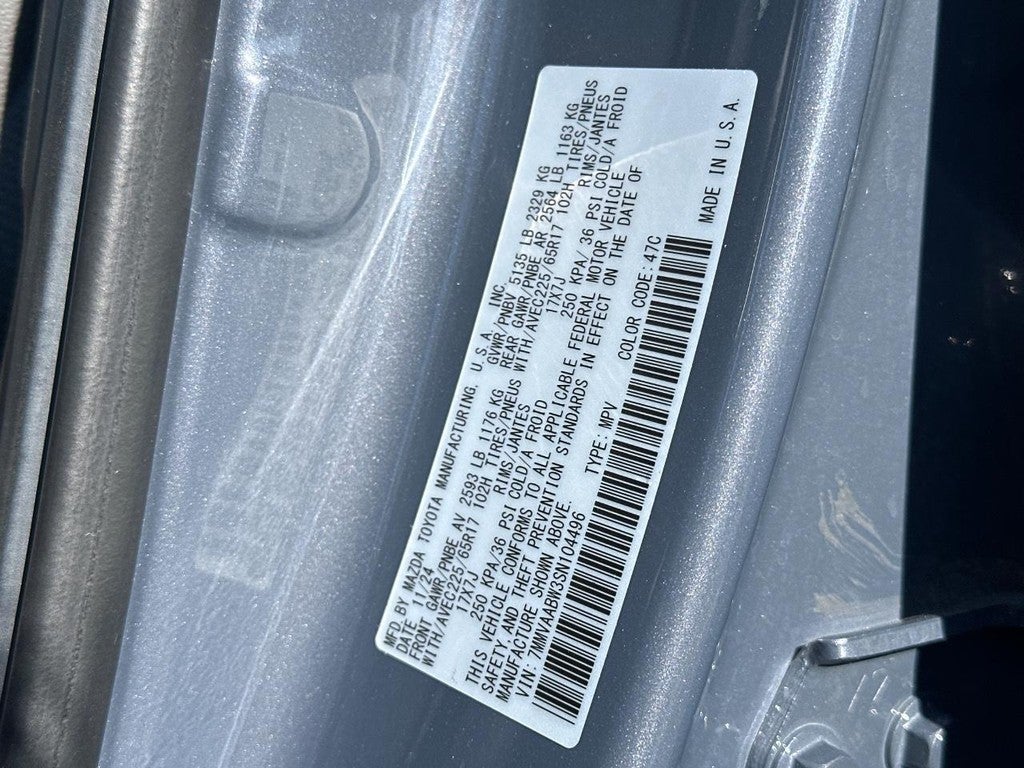 MFD. BY MAZDA TOYOTA MANUFACTURING, U.S.A. INC.
DATE 11/24 GVWR/PNBV 5135 LB 2329 KG
FRONT GAWR/PNBE AV 2593 LB 1176 KG REAR GAWR/PNBE AR 2564 LB 1163 KG
WITH/AVEC225/65R17 102H TIRES/PNEUS WITH/AVEC225/65R17 102H TIRES/PNEUS
17X7J RIMS/JANTES 17X7J RIMS/JANTES
250 KPA/36 PSI COLD/A FROID 250 KPA/ 36 PSI COLD/A FROID
THIS VEHICLE CONFORMS TO ALL APPLICABLE FEDERAL MOTOR VEHICLE
SAFETY AND THEFT PREVENTION STANDARDS IN EFFECT ON THE DATE OF
MANUFACTURE SHOWN ABOVE.
VIN: 7MMVAABW3SN104496 TYPE: MPV COLOR CODE: 47C
MADE IN U.S.A.
12